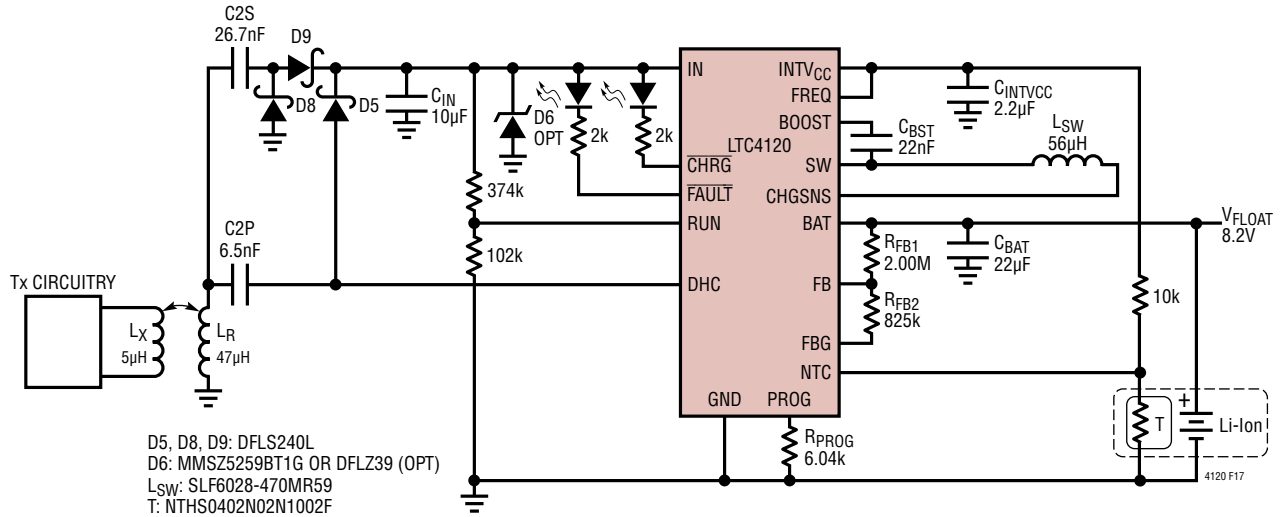 C2S
26.7nF
D9
D8
D5
CIN
10µF
D6
OPT
2k
2k
374k
102k
C2P
6.5nF
Tx CIRCUITRY
LX
5µH
LR
47µH
IN
CHRG
FAULT
RUN
DHC
LTC4120
GND
PROG
INTVCC
FREQ
BOOST
SW
CHGSNS
BAT
FB
FBG
NTC
CINTVCC
2.2µF
CBST
22nF
LSW
56µH
RFB1
2.00M
CBAT
22µF
RFB2
825k
VFLOAT
8.2V
10k
RPROG
6.04k
T
+
Li-Ion
4120 F17
D5, D8, D9: DFLS240L
D6: MMSZ5259BT1G OR DFLZ39 (OPT)
LSW: SLF6028-470MR59
T: NTHS0402N02N1002F